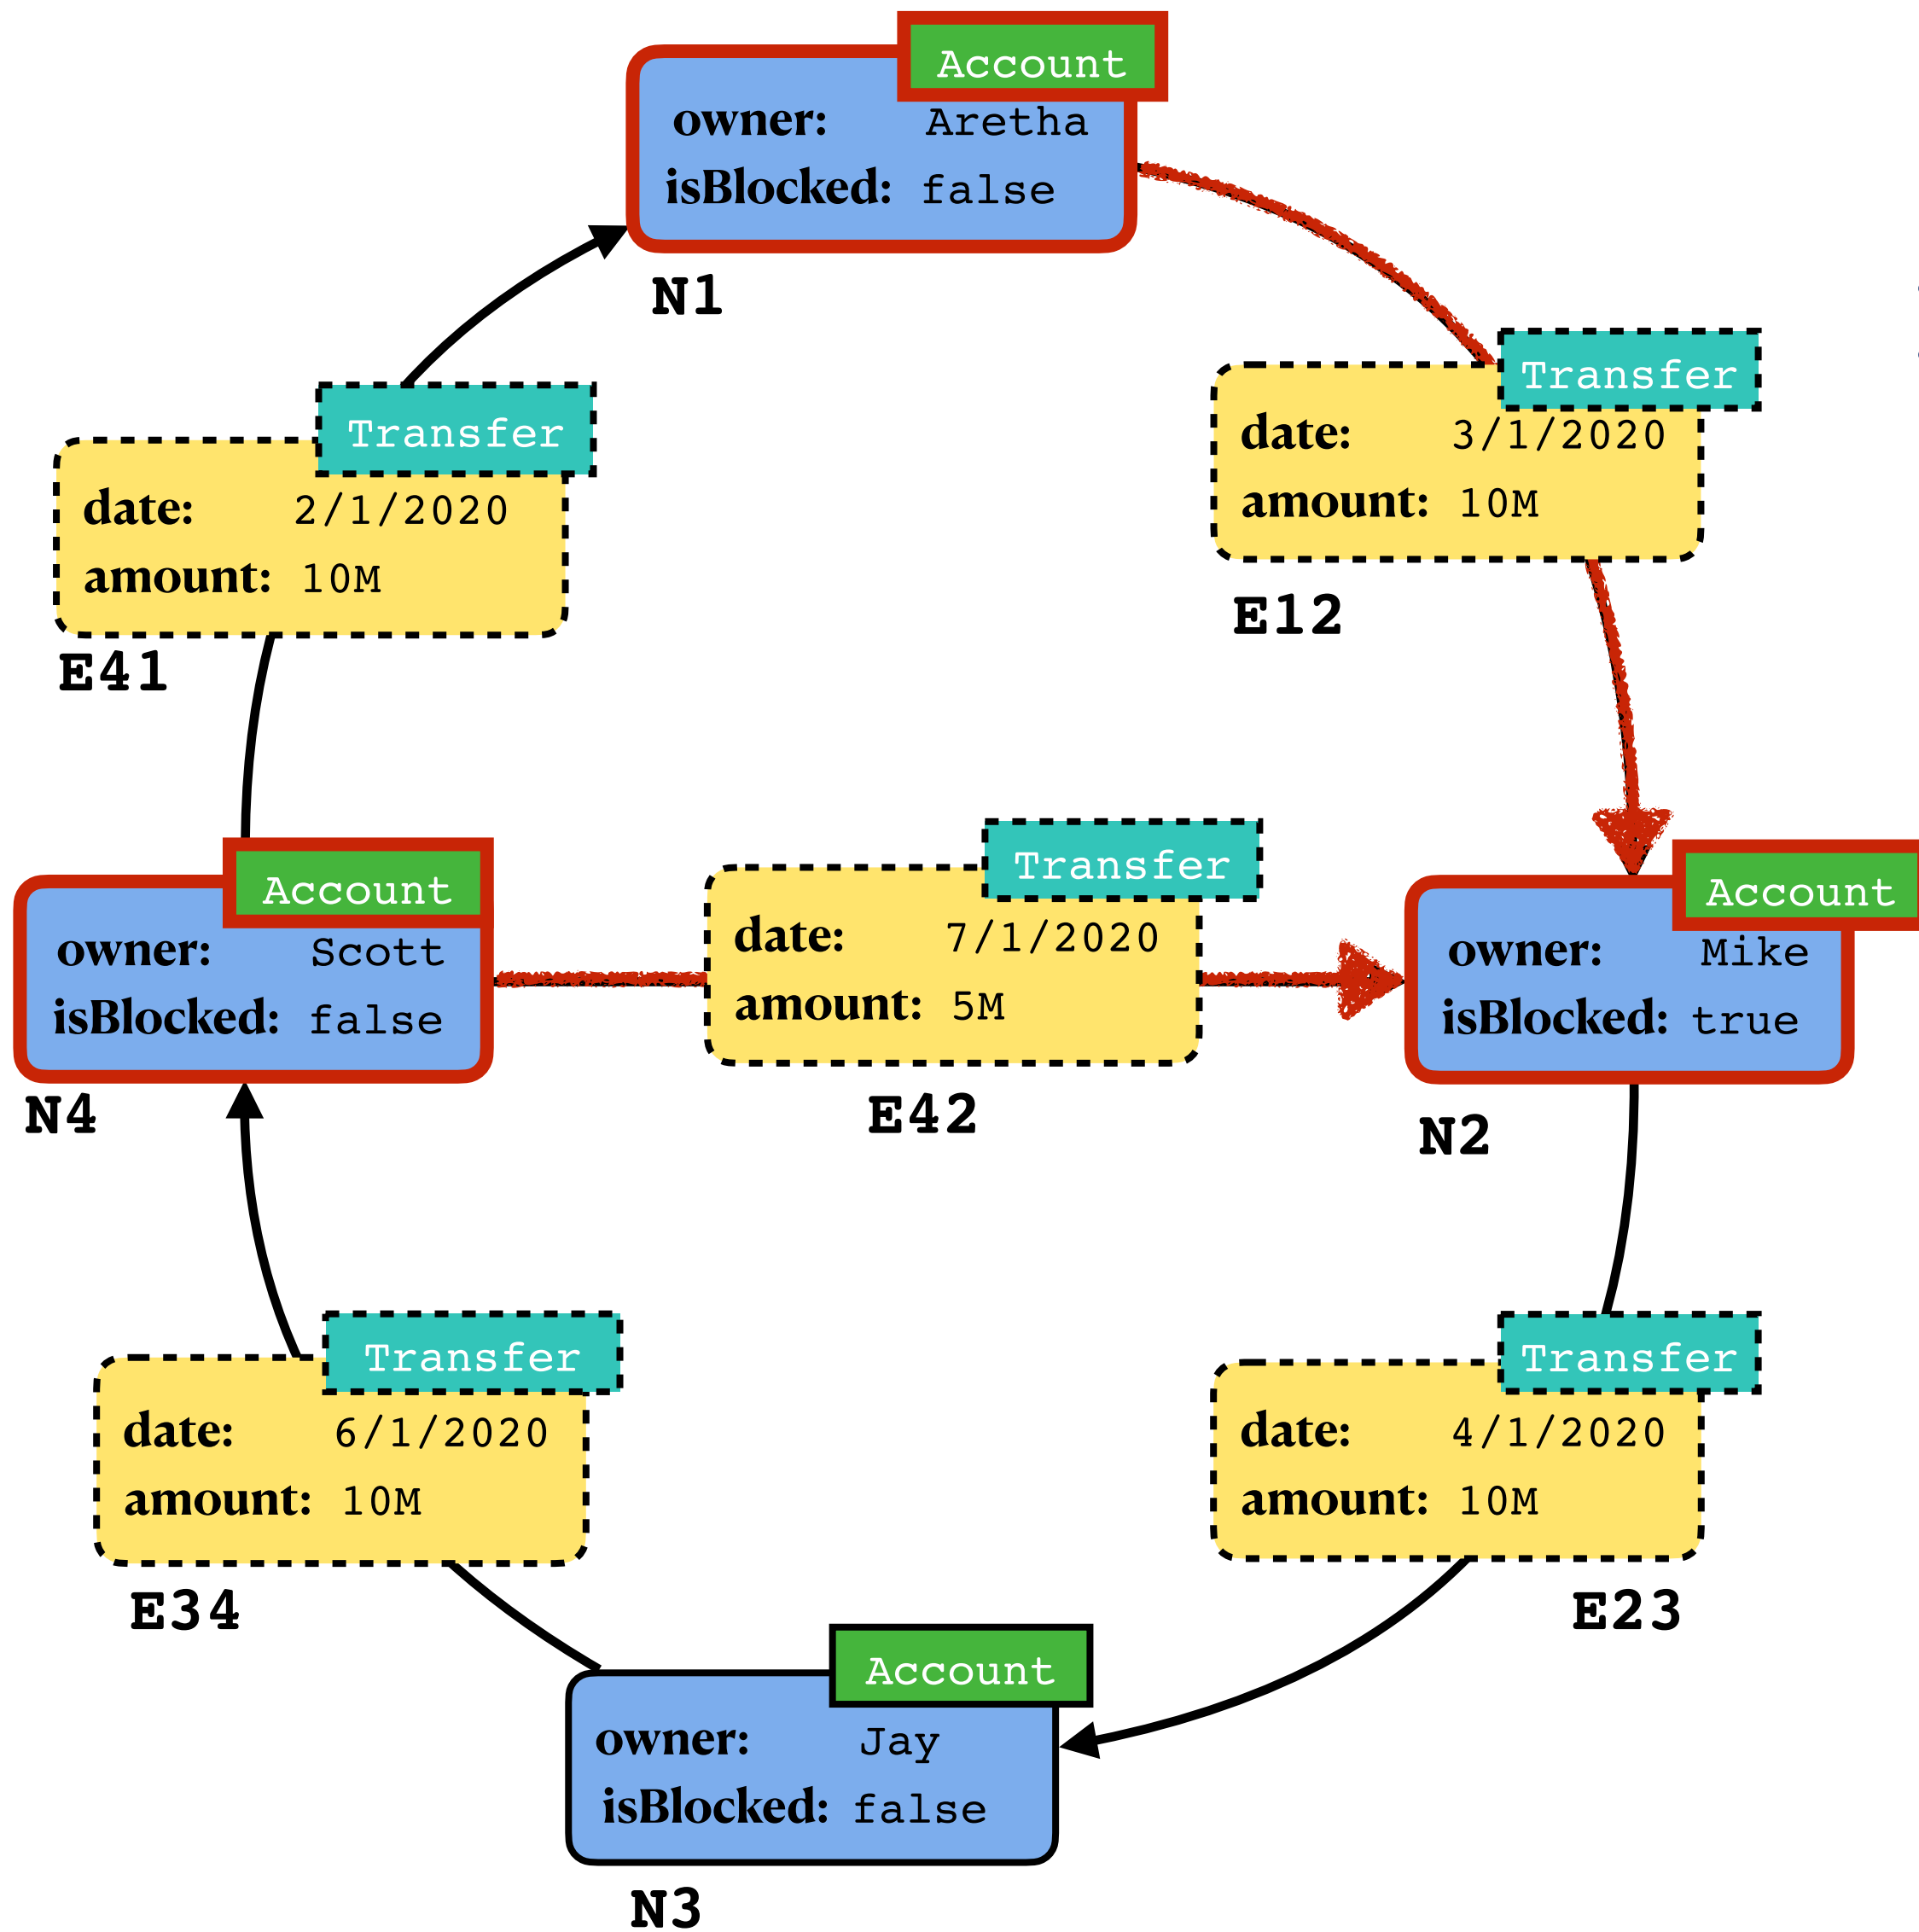 Account
owner: Aretha
isBlocked: false
N1
Transfer
date: 3/1/2020
amount: 10M
E12
Transfer
date: 2/1/2020
amount: 10M
E41
Account
owner: Scott
isBlocked: false
N4
Transfer
date: 7/1/2020
amount: 5M
E42
Account
owner: Mike
isBlocked: true
N2
Transfer
date: 6/1/2020
amount: 10M
E34
Transfer
date: 4/1/2020
amount: 10M
E23
Account
owner: Jay
isBlocked: false
N3